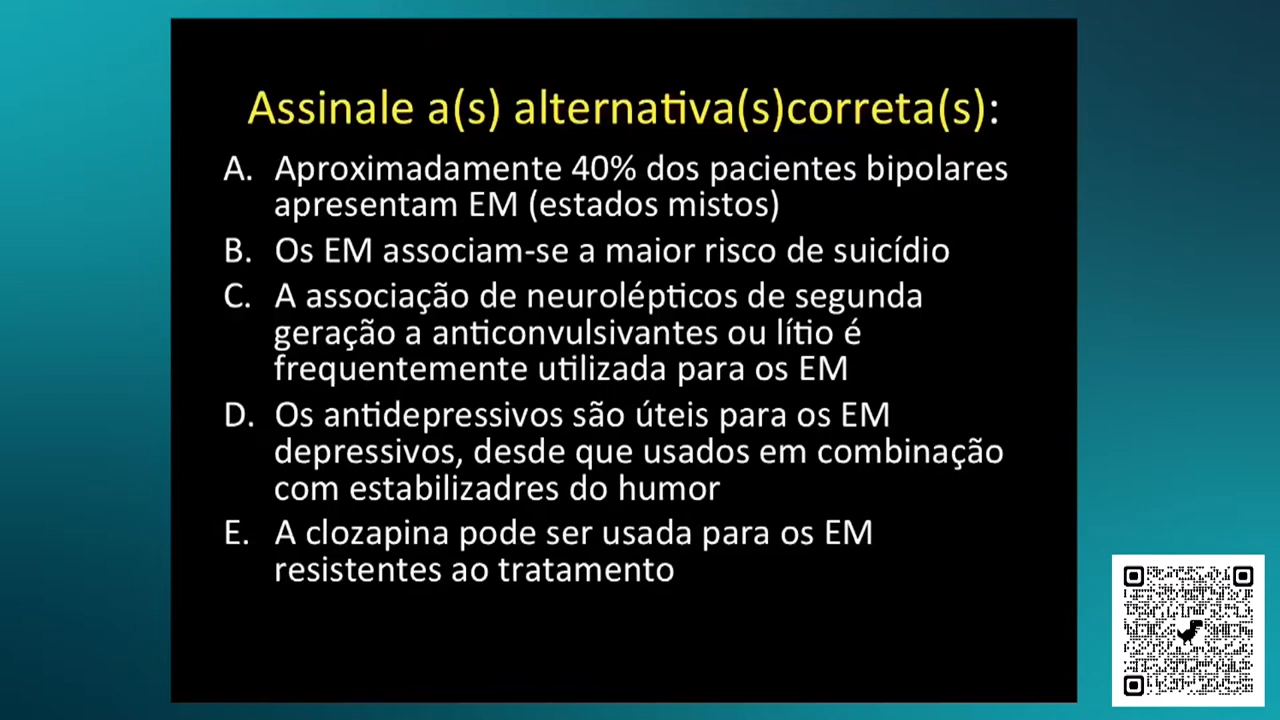 Assinale a(s) alternativa(s)correta(s):
A. Aproximadamente 40% dos pacientes bipolares
apresentam EM (estados mistos)
B. Os EM associam-se a maior risco de suicídio
C. A associação de neurolépticos de segunda
geração a anticonvulsivantes ou lítio é
frequentemente utilizada para os EM
D. Os antidepressivos são úteis para os EM
depressivos, desde que usados em combinação
com estabilizadres do humor
E. A clozapina pode ser usada para os EM
resistentes ao tratamento